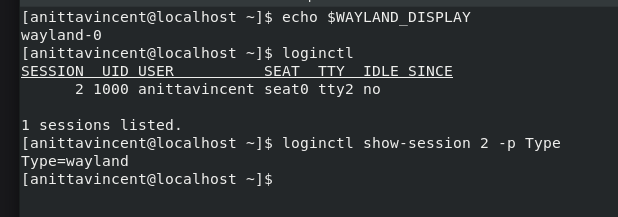 [anittavincent@localhost ~]$ echo $WAYLAND_DISPLAY
wayland-0
[anittavincent@localhost ~]$ loginctl
SESSION  UID USER          SEAT  TTY  IDLE SINCE
      2 1000 anittavincent seat0 tty2 no

1 sessions listed.
[anittavincent@localhost ~]$ loginctl show-session 2 -p Type
Type=wayland
[anittavincent@localhost ~]$